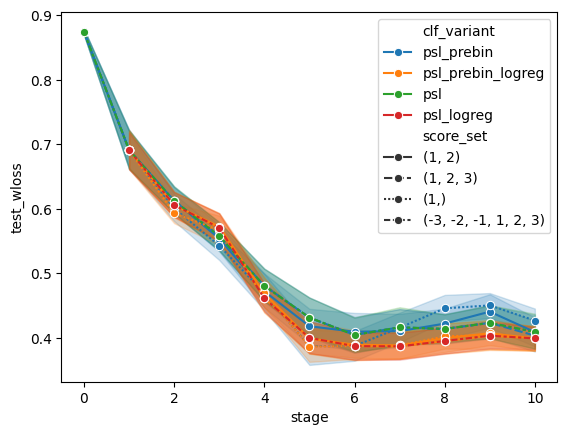 0.9
0.8
0.7
0.6
0.5
0.4
test_wloss
0 2 4 6 8 10
stage
clf_variant
psl_prebin
psl_prebin_logreg
psl
psl_logreg
score_set
(1, 2)
(1, 2, 3)
(1,)
(-3, -2, -1, 1, 2, 3)